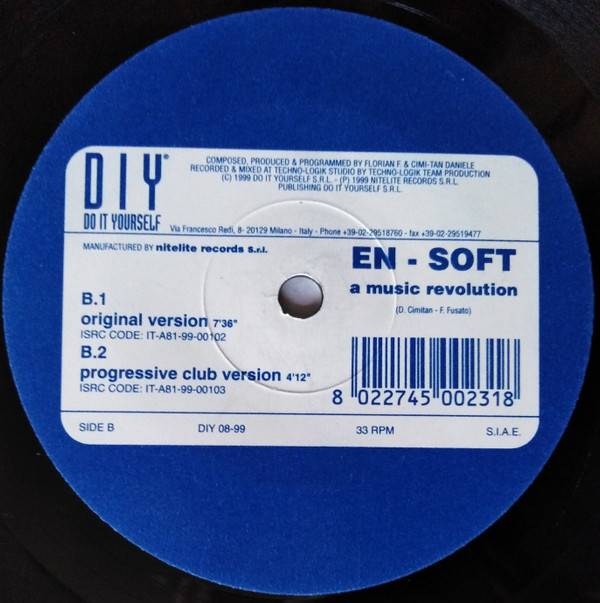 DIY®
DO IT YOURSELF
COMPOSED, PRODUCED & PROGRAMMED BY FLORIAN F. & CIMI-TAN DANIELE
RECORDED & MIXED AT TECHNO-LOGIK STUDIO BY TECHNO-LOGIK TEAM PRODUCTION
(C) 1999 DO IT YOURSELF S.R.L. - (P) 1999 NITELITE RECORDS S.R.L.
PUBLISHING DO IT YOURSELF S.R.L.
Via Francesco Redi, 8- 20129 Milano - Italy - Phone +39-02-29518760 - fax +39-02-29519477
MANUFACTURED BY nitelite records S.r.l.
EN - SOFT
a music revolution
(D. Cimitan - F. Fusato)
B.1
original version 7'36"
ISRC CODE: IT-A81-99-00102
B.2
progressive club version 4'12"
ISRC CODE: IT-A81-99-00103
8 022745 002318
SIDE B DIY 08-99 33 RPM S.I.A.E.